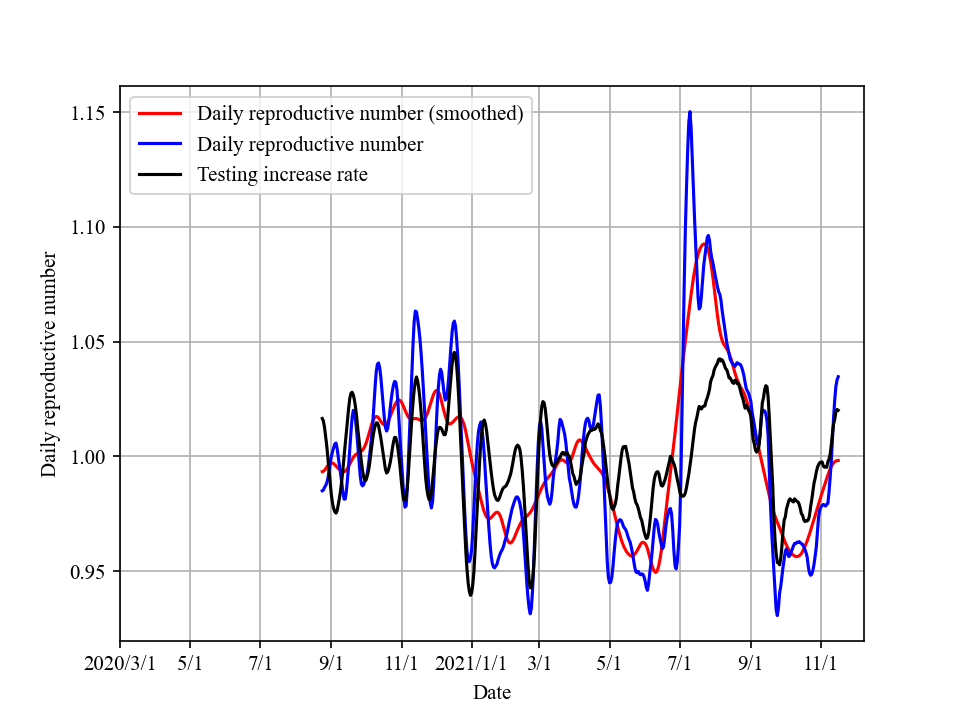 Daily reproductive number (smoothed)
Daily reproductive number
Testing increase rate
Daily reproductive number
1.15
1.10
1.05
1.00
0.95
2020/3/1 5/1 7/1 9/1 11/1 2021/1/1 3/1 5/1 7/1 9/1 11/1
Date